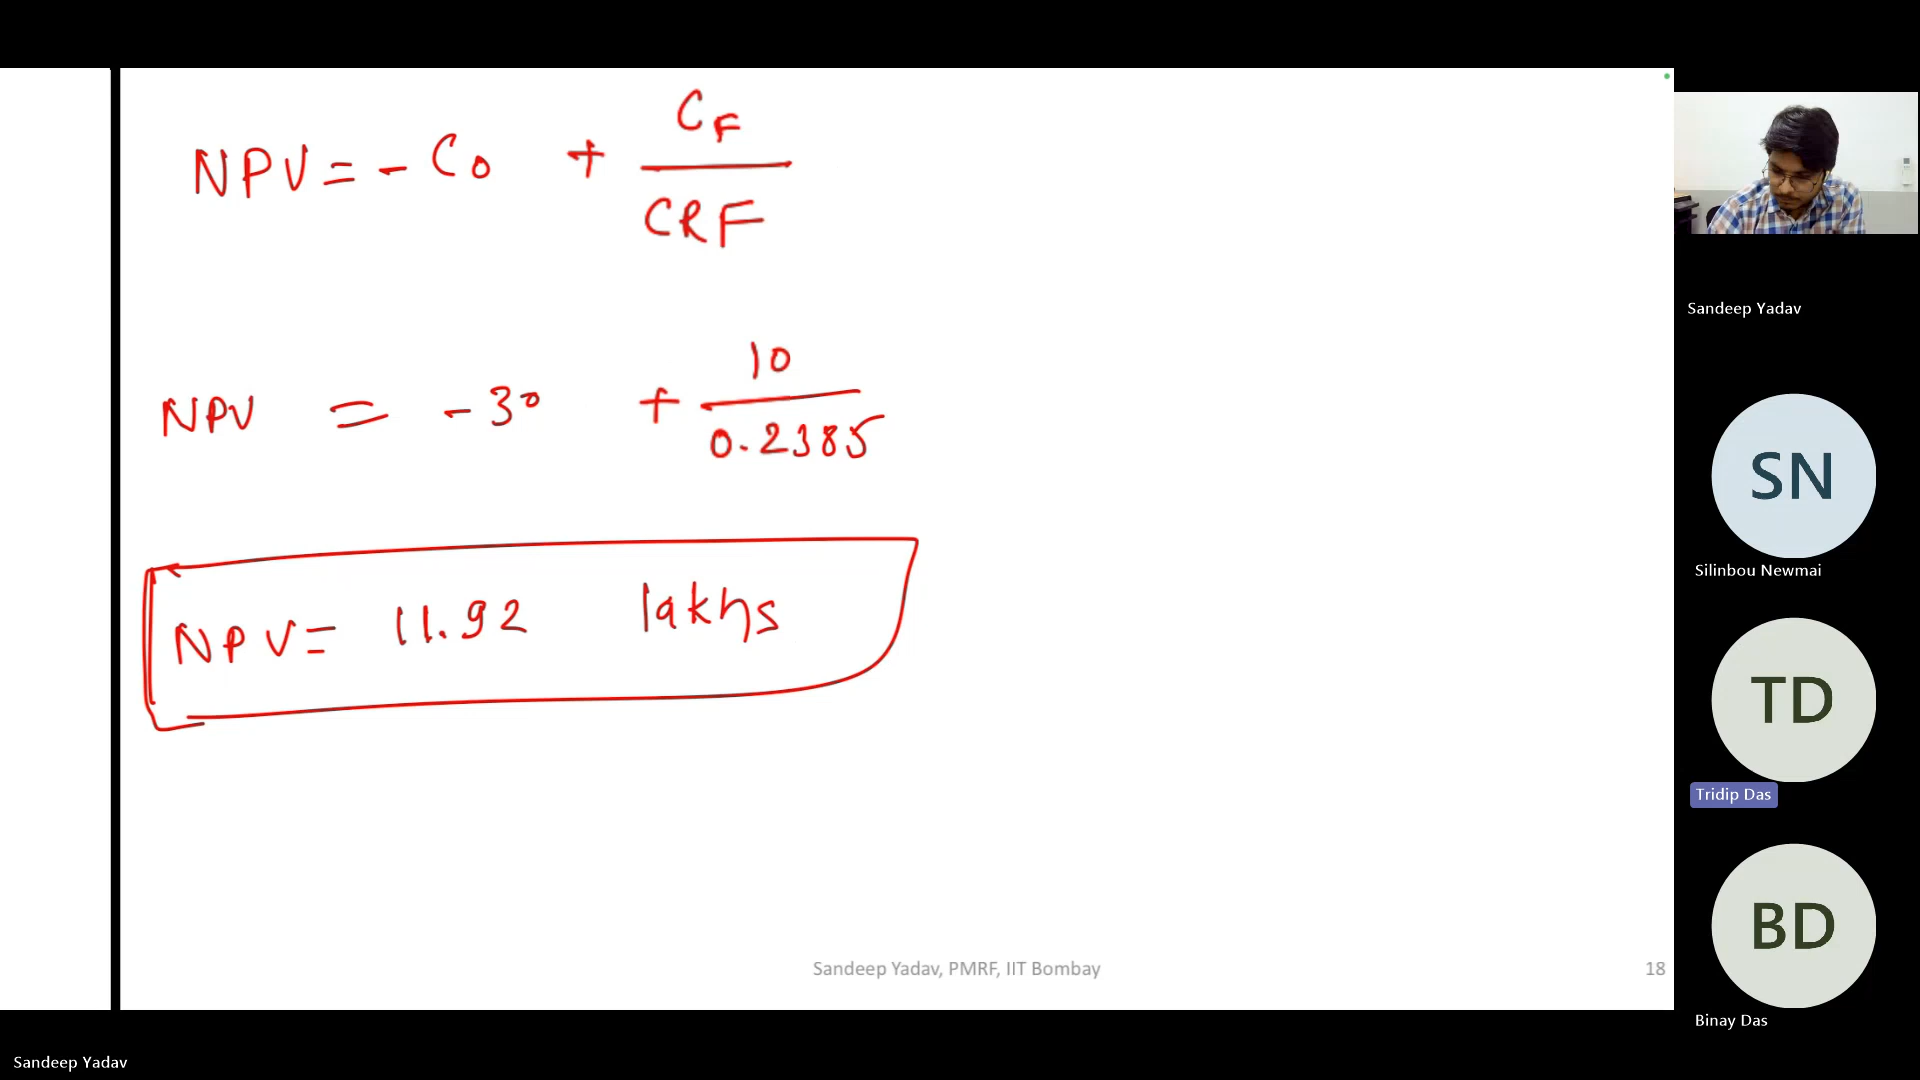 NPV = - C0 + CF / CRF
NPV = - 30 + 10 / 0.2385
NPV = 11.92 lakhs
Sandeep Yadav, PMRF, IIT Bombay
18
Sandeep Yadav
SN
Silinbou Newmai
TD
Tridip Das
BD
Binay Das
Sandeep Yadav